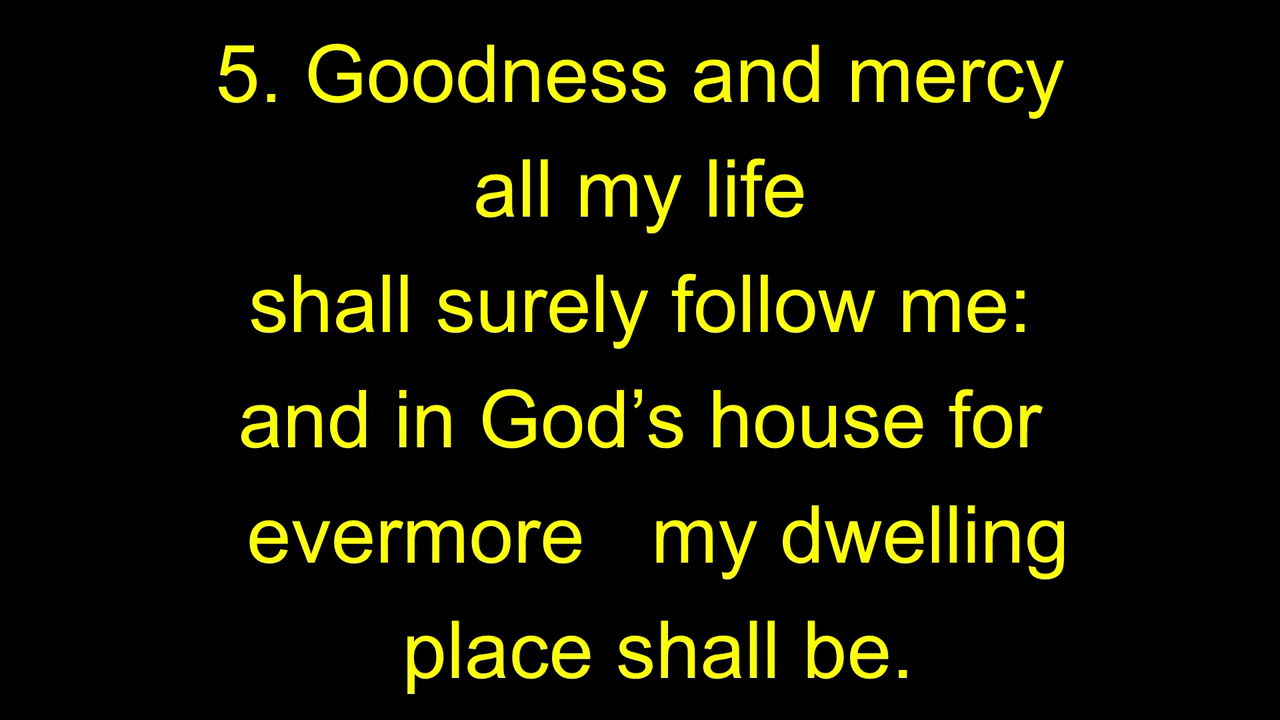 5. Goodness and mercy
all my life
shall surely follow me:
and in God’s house for
evermore   my dwelling
place shall be.